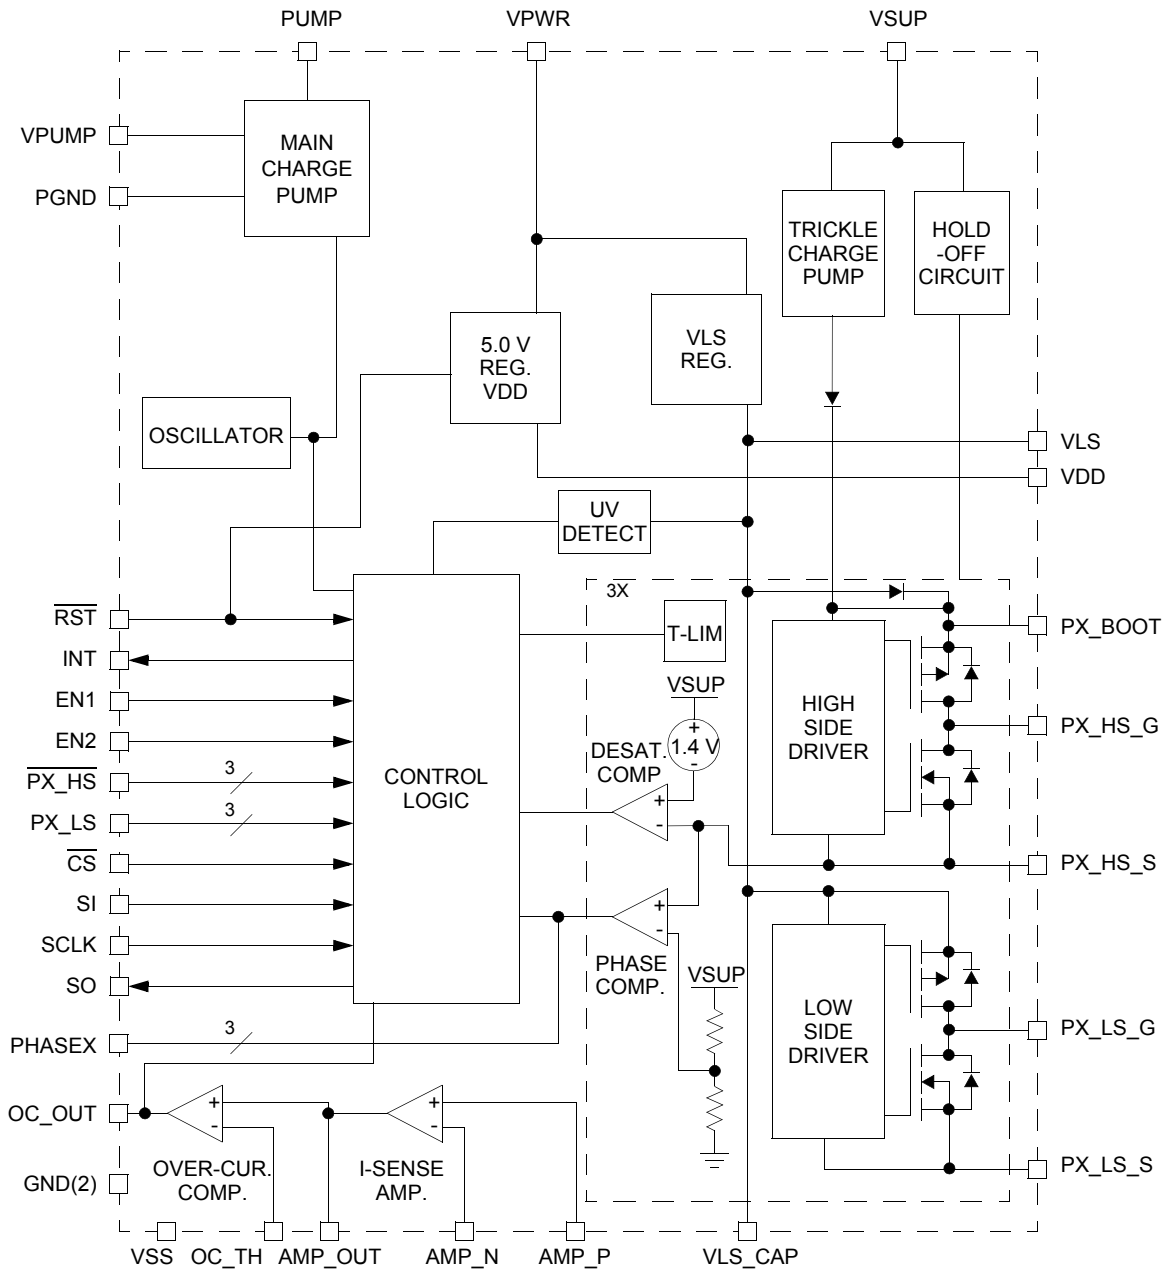 PUMP
VPWR
VSUP
VPUMP
PGND
MAIN
CHARGE
PUMP
TRICKLE
CHARGE
PUMP
HOLD
-OFF
CIRCUIT
5.0 V
REG.
VDD
VLS
REG.
OSCILLATOR
VLS
VDD
UV
DETECT
3X
RST
INT
EN1
EN2
PX_HS
3
PX_LS
3
CS
SI
SCLK
SO
PHASEX
3
OC_OUT
GND(2)
CONTROL
LOGIC
T-LIM
VSUP
+
1.4 V
-
DESAT.
COMP
+
-
+
-
PHASE
COMP.
VSUP
HIGH
SIDE
DRIVER
LOW
SIDE
DRIVER
PX_BOOT
PX_HS_G
PX_HS_S
PX_LS_G
PX_LS_S
+
-
OVER-CUR.
COMP.
+
-
I-SENSE
AMP.
VSS
OC_TH
AMP_OUT
AMP_N
AMP_P
VLS_CAP